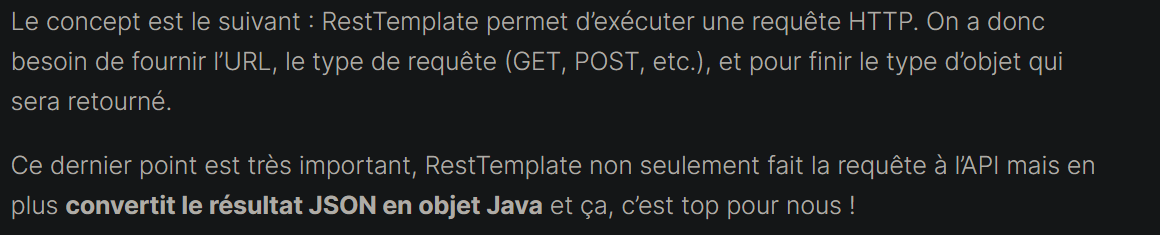 Le concept est le suivant : RestTemplate permet d’exécuter une requête HTTP. On a donc
besoin de fournir l’URL, le type de requête (GET, POST, etc.), et pour finir le type d’objet qui
sera retourné.
Ce dernier point est très important, RestTemplate non seulement fait la requête à l’API mais en
plus convertit le résultat JSON en objet Java et ça, c’est top pour nous !